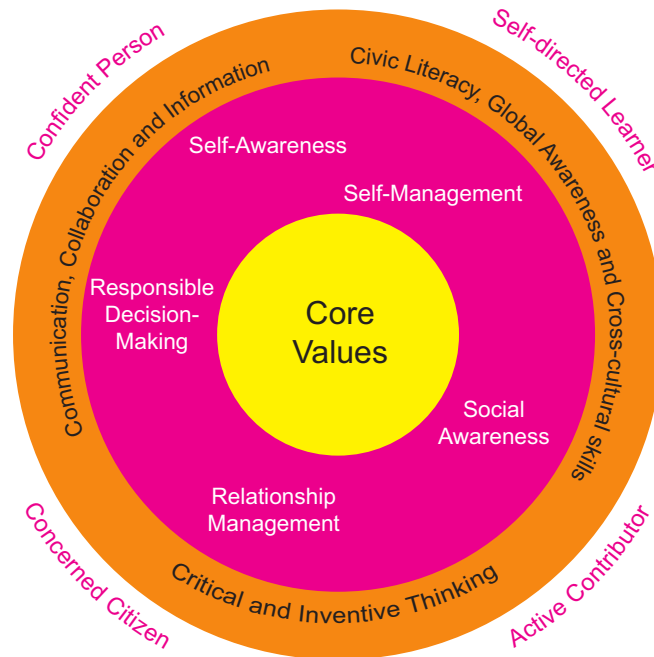 Confident Person
Self-directed Learner
Communication, Collaboration and Information
Civic Literacy, Global Awareness and Cross-cultural skills
Self-Awareness
Self-Management
Responsible
Decision-
Making
Core
Values
Social
Awareness
Relationship
Management
Critical and Inventive Thinking
Concerned Citizen
Active Contributor